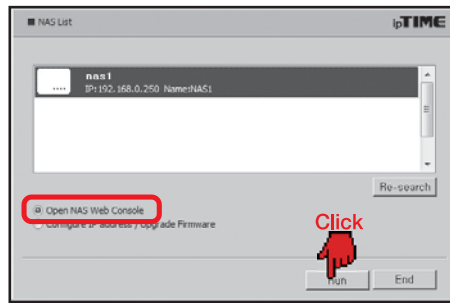 NAS List
ipTIME
nas1
IP:192.168.0.250 Name:NAS1
Re-search
Open NAS Web Console
Configure IP address / Upgrade Firmware
Click
Run
End